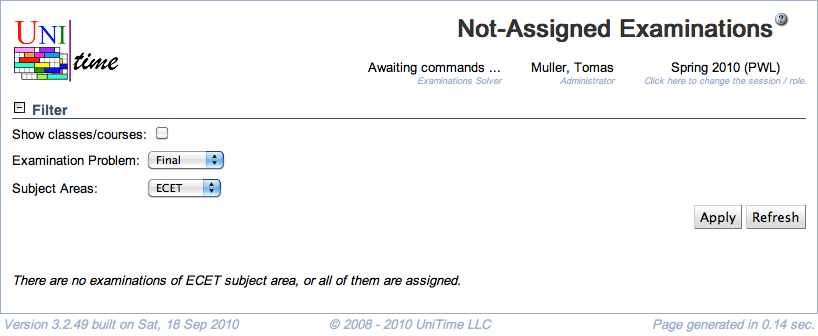 UNI
time
Not-Assigned Examinations ?
Awaiting commands ... Muller, Tomas Spring 2010 (PWL)
Examinations Solver Administrator Click here to change the session / role.
Filter
Show classes/courses:
Examination Problem: Final
Subject Areas: ECET
Apply Refresh
There are no examinations of ECET subject area, or all of them are assigned.
Version 3.2.49 built on Sat, 18 Sep 2010 © 2008 - 2010 UniTime LLC Page generated in 0.14 sec.